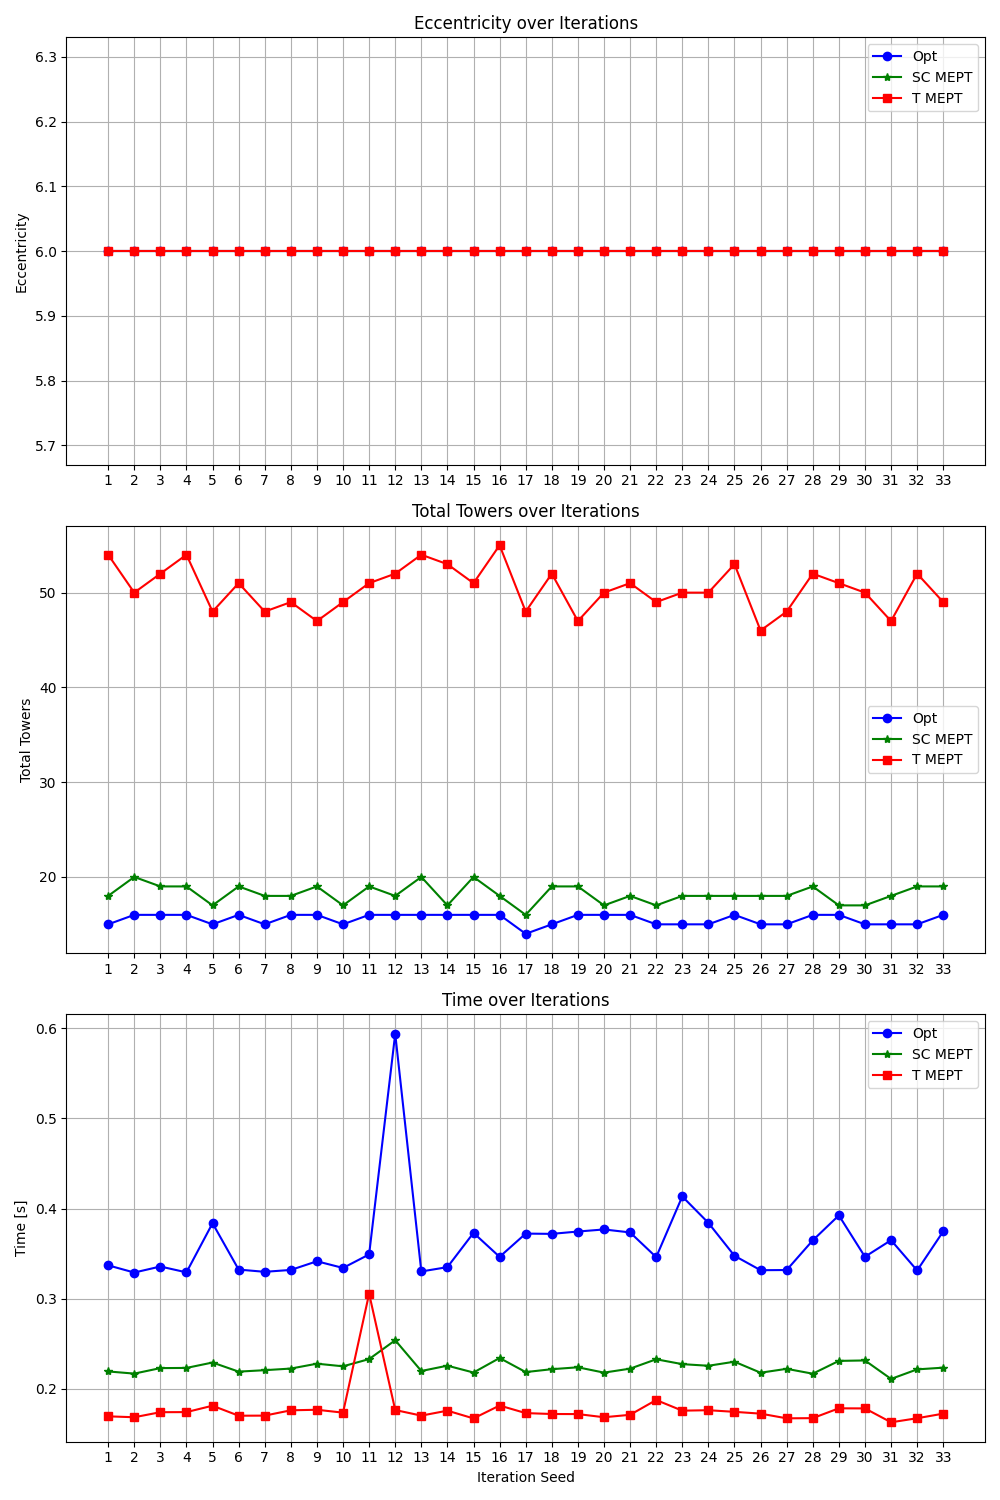 Eccentricity over Iterations
Eccentricity
6.3
6.2
6.1
6.0
5.9
5.8
5.7
Opt
SC MEPT
T MEPT
1 2 3 4 5 6 7 8 9 10 11 12 13 14 15 16 17 18 19 20 21 22 23 24 25 26 27 28 29 30 31 32 33
Total Towers over Iterations
Total Towers
50
40
30
20
Opt
SC MEPT
T MEPT
1 2 3 4 5 6 7 8 9 10 11 12 13 14 15 16 17 18 19 20 21 22 23 24 25 26 27 28 29 30 31 32 33
Time over Iterations
Time [s]
0.6
0.5
0.4
0.3
0.2
Opt
SC MEPT
T MEPT
1 2 3 4 5 6 7 8 9 10 11 12 13 14 15 16 17 18 19 20 21 22 23 24 25 26 27 28 29 30 31 32 33
Iteration Seed